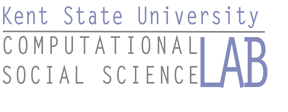 Kent State University
COMPUTATIONAL
SOCIAL SCIENCE LAB